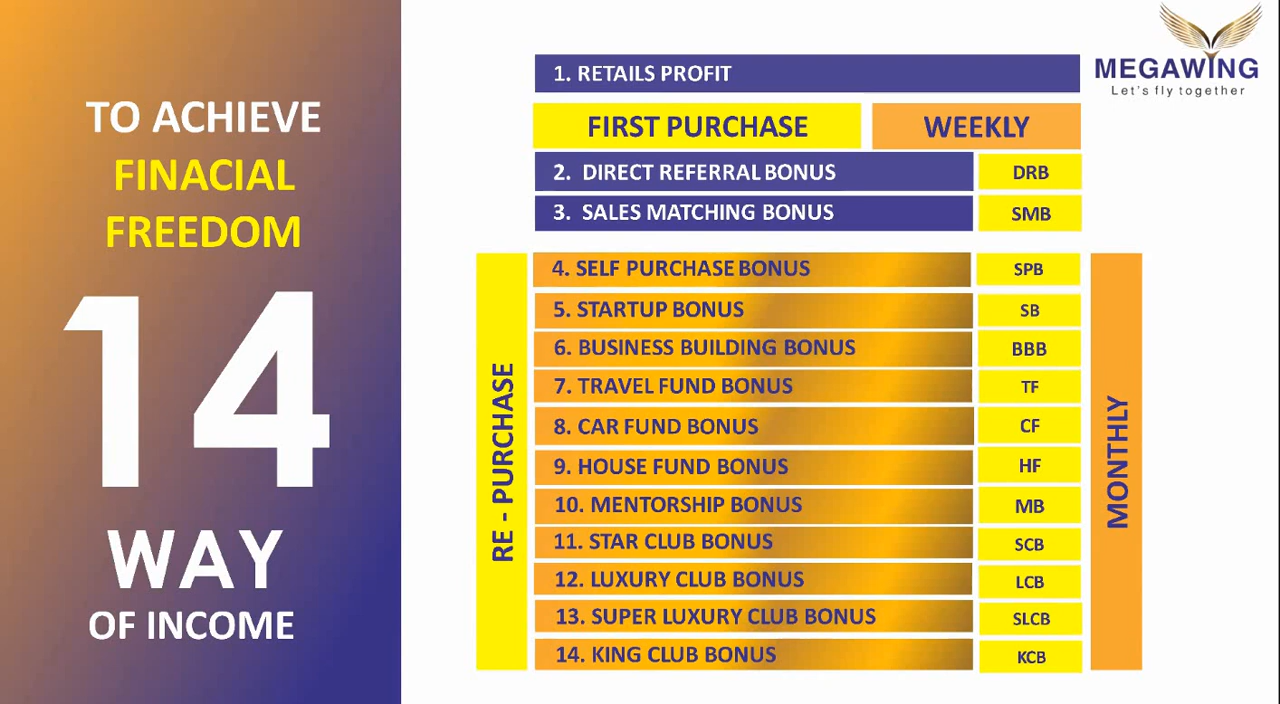 TO ACHIEVE
FINACIAL
FREEDOM
14
WAY
OF INCOME
MEGAWING
Let's fly together
1. RETAILS PROFIT
FIRST PURCHASE WEEKLY
2. DIRECT REFERRAL BONUS DRB
3. SALES MATCHING BONUS SMB
RE - PURCHASE
4. SELF PURCHASE BONUS SPB
5. STARTUP BONUS SB
6. BUSINESS BUILDING BONUS BBB
7. TRAVEL FUND BONUS TF
8. CAR FUND BONUS CF
9. HOUSE FUND BONUS HF
10. MENTORSHIP BONUS MB
11. STAR CLUB BONUS SCB
12. LUXURY CLUB BONUS LCB
13. SUPER LUXURY CLUB BONUS SLCB
14. KING CLUB BONUS KCB
MONTHLY